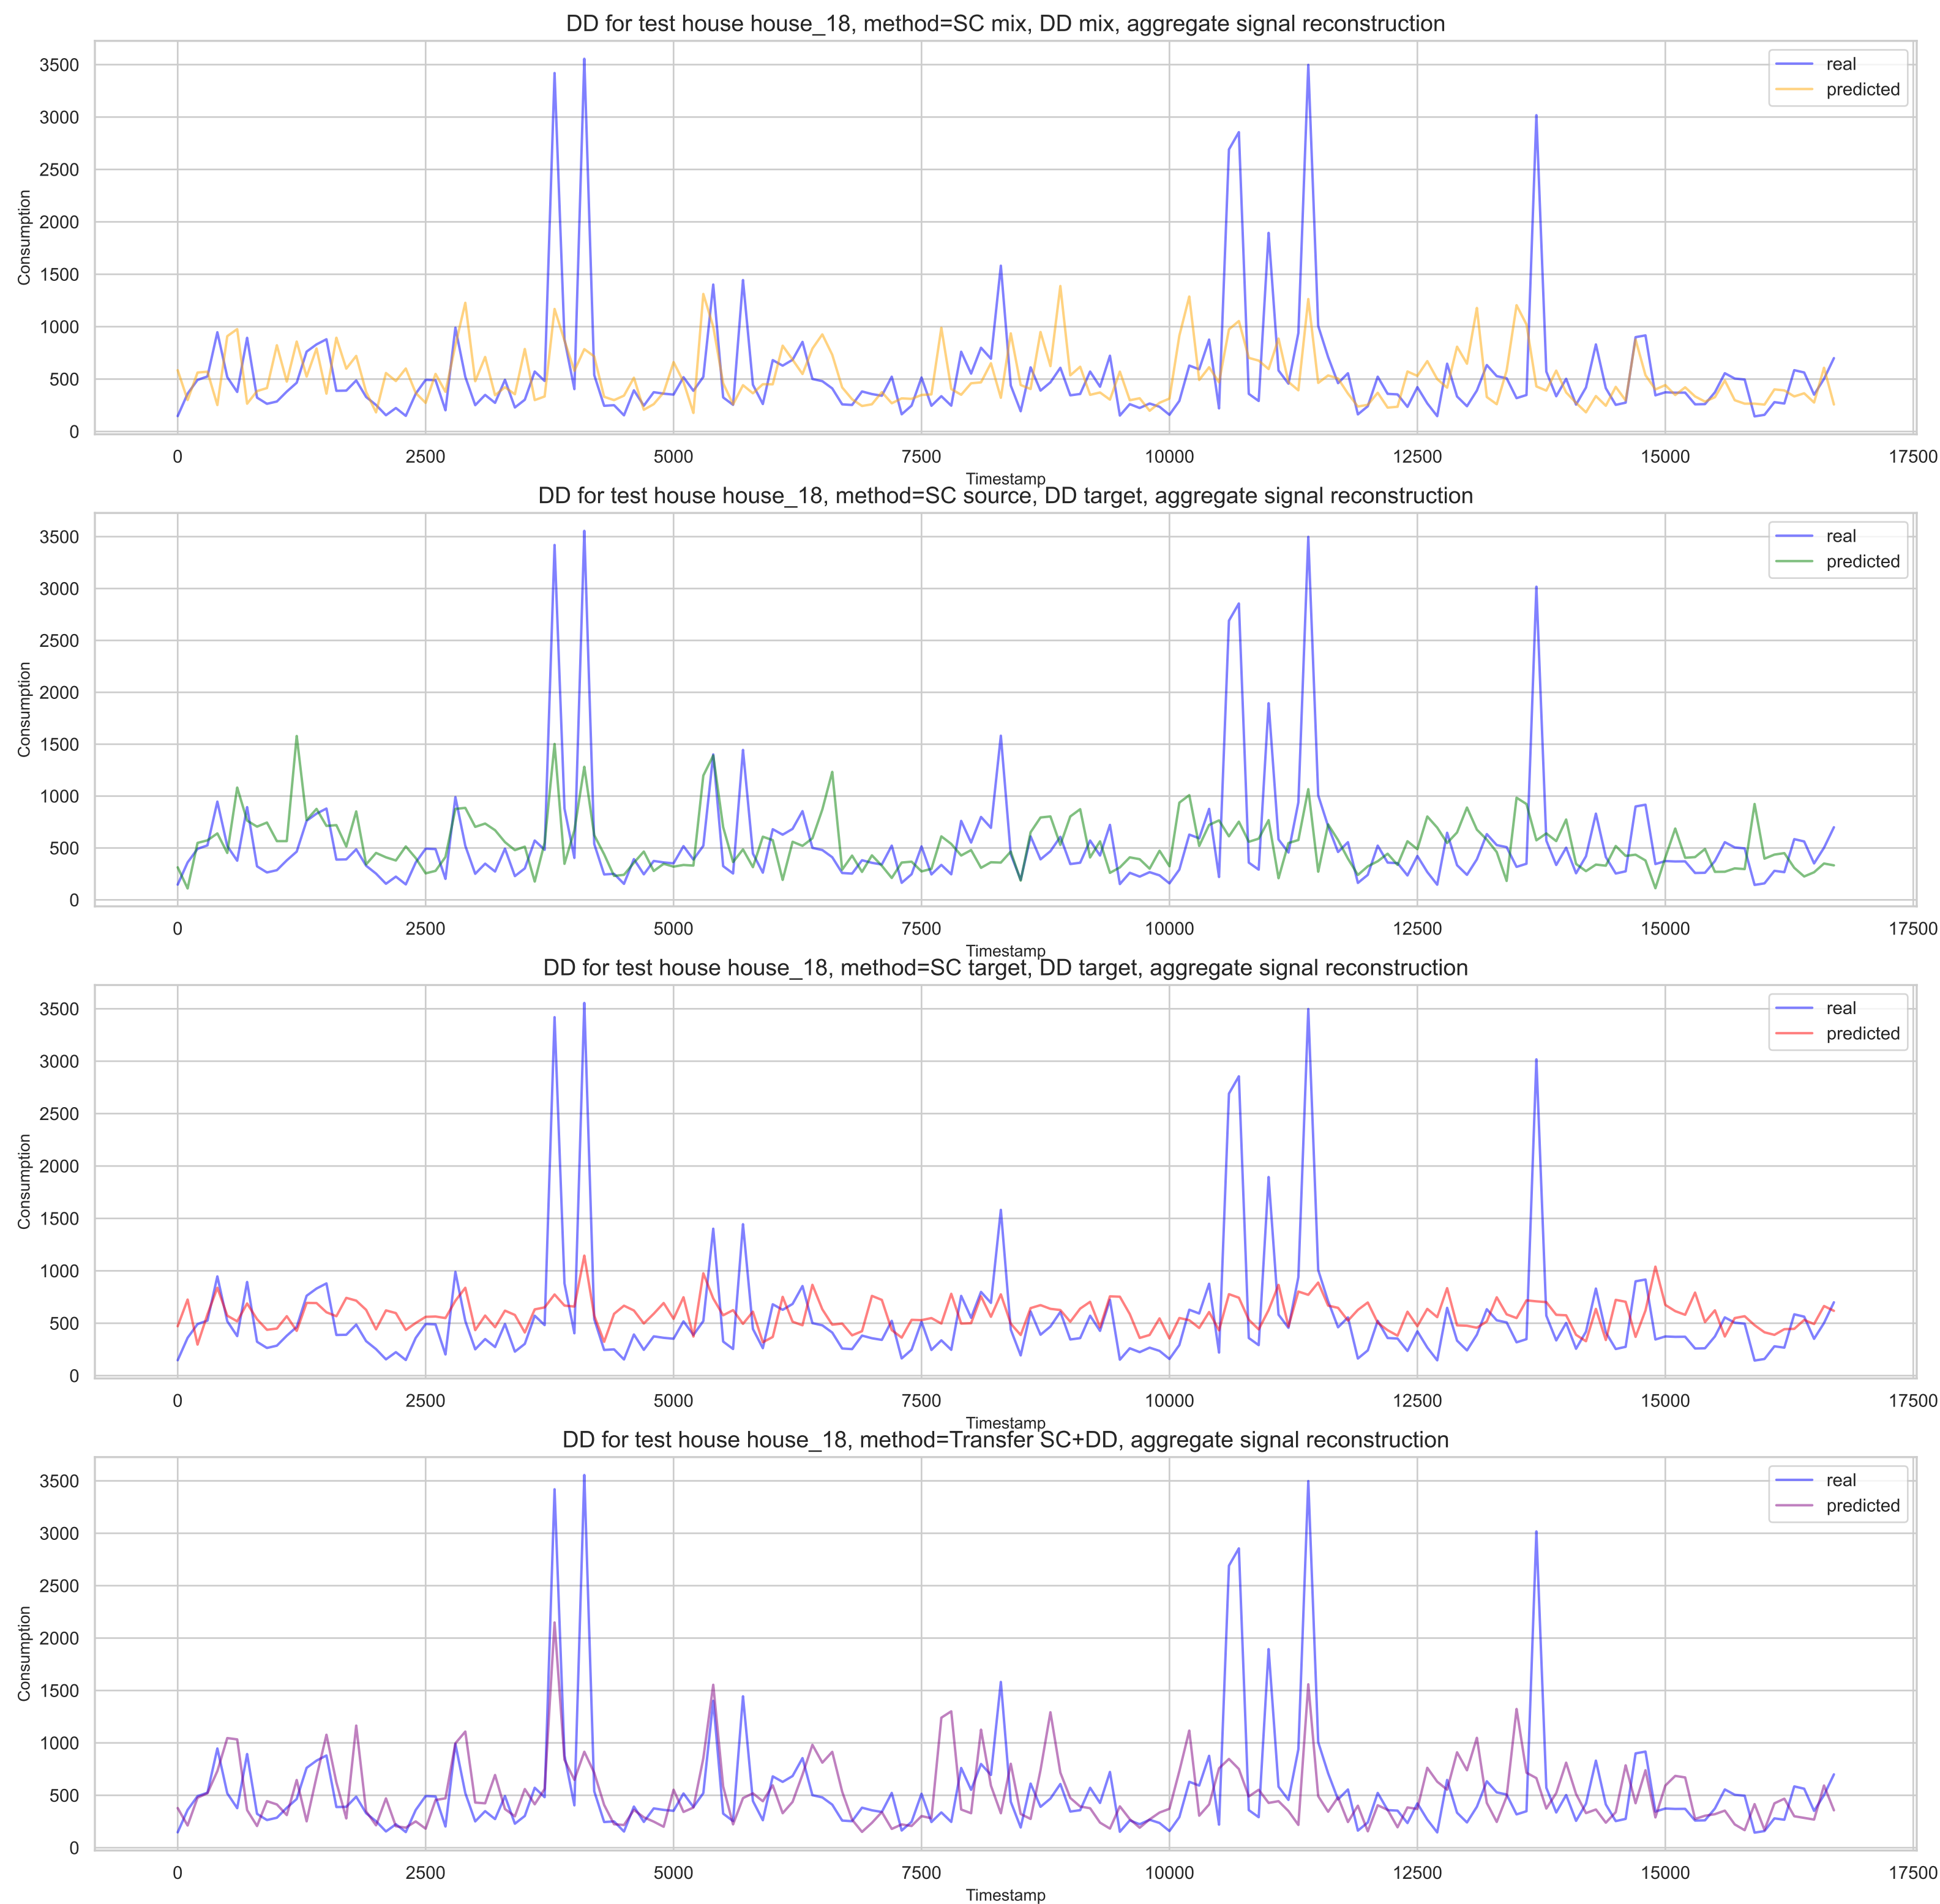 DD for test house house_18, method=SC mix, DD mix, aggregate signal reconstruction
3500
3000
2500
2000
1500
1000
500
0
Consumption
real
predicted
0 2500 5000 7500 10000 12500 15000 17500
Timestamp
DD for test house house_18, method=SC source, DD target, aggregate signal reconstruction
3500
3000
2500
2000
1500
1000
500
0
Consumption
real
predicted
0 2500 5000 7500 10000 12500 15000 17500
Timestamp
DD for test house house_18, method=SC target, DD target, aggregate signal reconstruction
3500
3000
2500
2000
1500
1000
500
0
Consumption
real
predicted
0 2500 5000 7500 10000 12500 15000 17500
Timestamp
DD for test house house_18, method=Transfer SC+DD, aggregate signal reconstruction
3500
3000
2500
2000
1500
1000
500
0
Consumption
real
predicted
0 2500 5000 7500 10000 12500 15000 17500
Timestamp